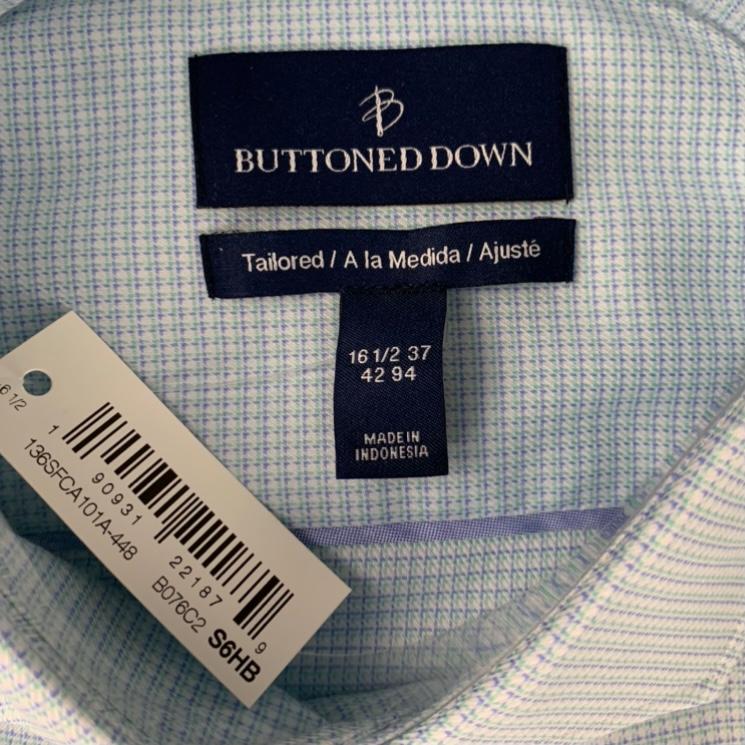 B
BUTTONED DOWN
Tailored / A la Medida / Ajusté
16 1/2 37
42 94
MADE IN
INDONESIA
6 1/2
1 90931 22187 9
136SFCA101A-448
B076C2 S6HB